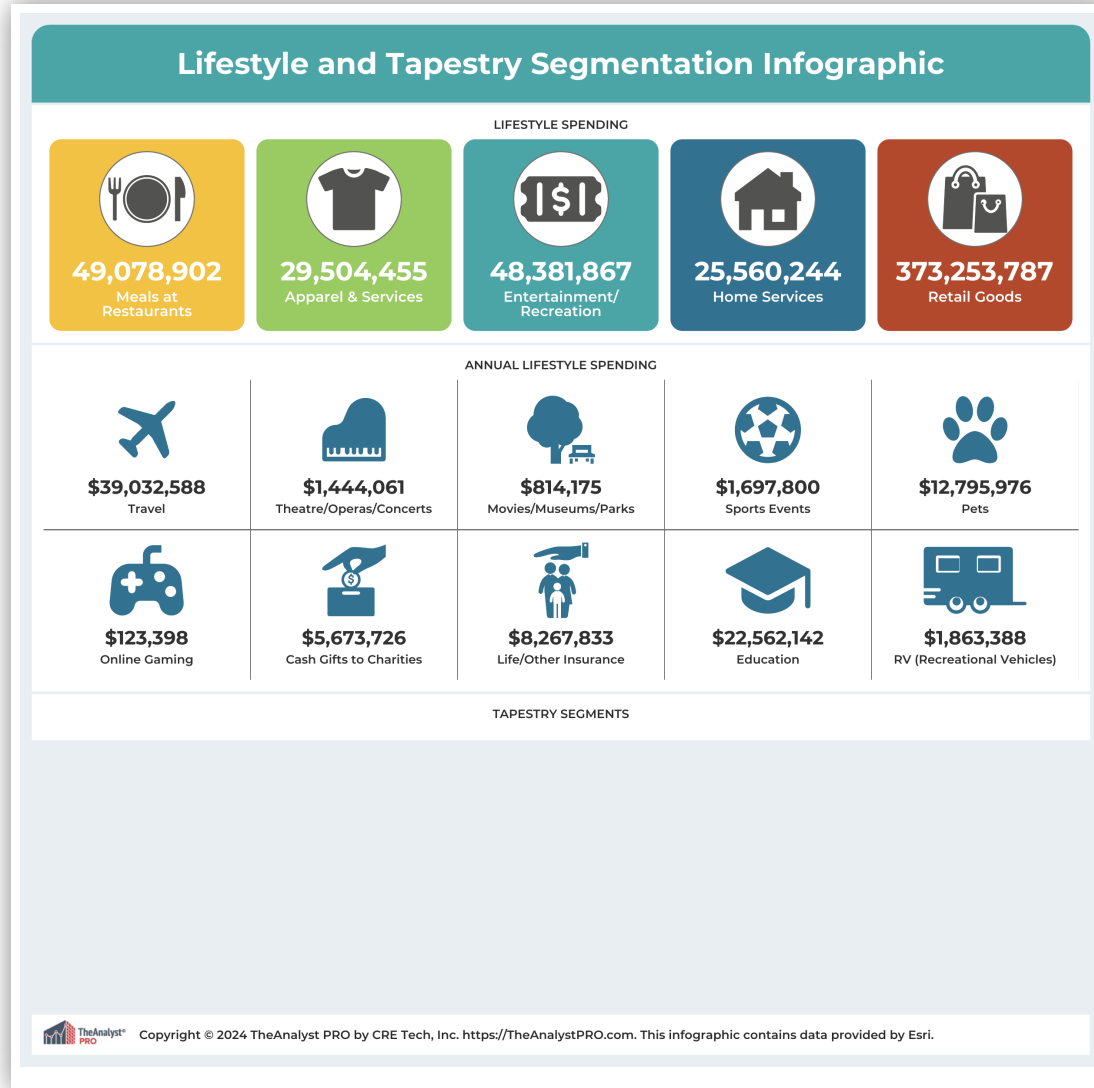 Lifestyle and Tapestry Segmentation Infographic
LIFESTYLE SPENDING
49,078,902
Meals at
Restaurants
29,504,455
Apparel & Services
48,381,867
Entertainment/
Recreation
25,560,244
Home Services
373,253,787
Retail Goods
ANNUAL LIFESTYLE SPENDING
$39,032,588
Travel
$1,444,061
Theatre/Operas/Concerts
$814,175
Movies/Museums/Parks
$1,697,800
Sports Events
$12,795,976
Pets
$123,398
Online Gaming
$5,673,726
Cash Gifts to Charities
$8,267,833
Life/Other Insurance
$22,562,142
Education
$1,863,388
RV (Recreational Vehicles)
TAPESTRY SEGMENTS
TheAnalyst®
PRO
Copyright © 2024 TheAnalyst PRO by CRE Tech, Inc. https://TheAnalystPRO.com. This infographic contains data provided by Esri.